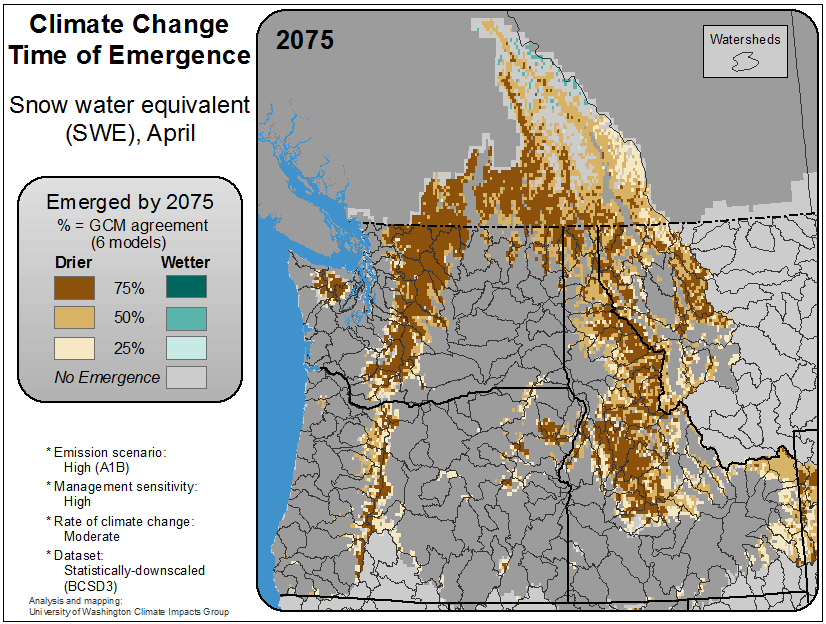 Climate Change
Time of Emergence
Snow water equivalent
(SWE), April
2075
Watersheds
Emerged by 2075
% = GCM agreement
(6 models)
Drier Wetter
75%
50%
25%
No Emergence
* Emission scenario:
High (A1B)
* Management sensitivity:
High
* Rate of climate change:
Moderate
* Dataset:
Statistically-downscaled
(BCSD3)
Analysis and mapping:
University of Washington Climate Impacts Group